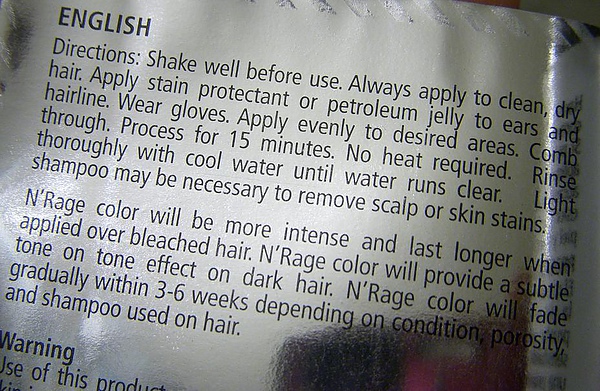 ENGLISH
Directions: Shake well before use. Always apply to clean, dry
hair. Apply stain protectant or petroleum jelly to ears and
hairline. Wear gloves. Apply evenly to desired areas. Comb
through. Process for 15 minutes. No heat required. Rinse
thoroughly with cool water until water runs clear. Light
shampoo may be necessary to remove scalp or skin stains.
N'Rage color will be more intense and last longer when
applied over bleached hair. N'Rage color will provide a subtle
tone on tone effect on dark hair. N'Rage color will fade
gradually within 3-6 weeks depending on condition, porosity,
and shampoo used on hair.
Warning
Use of this product